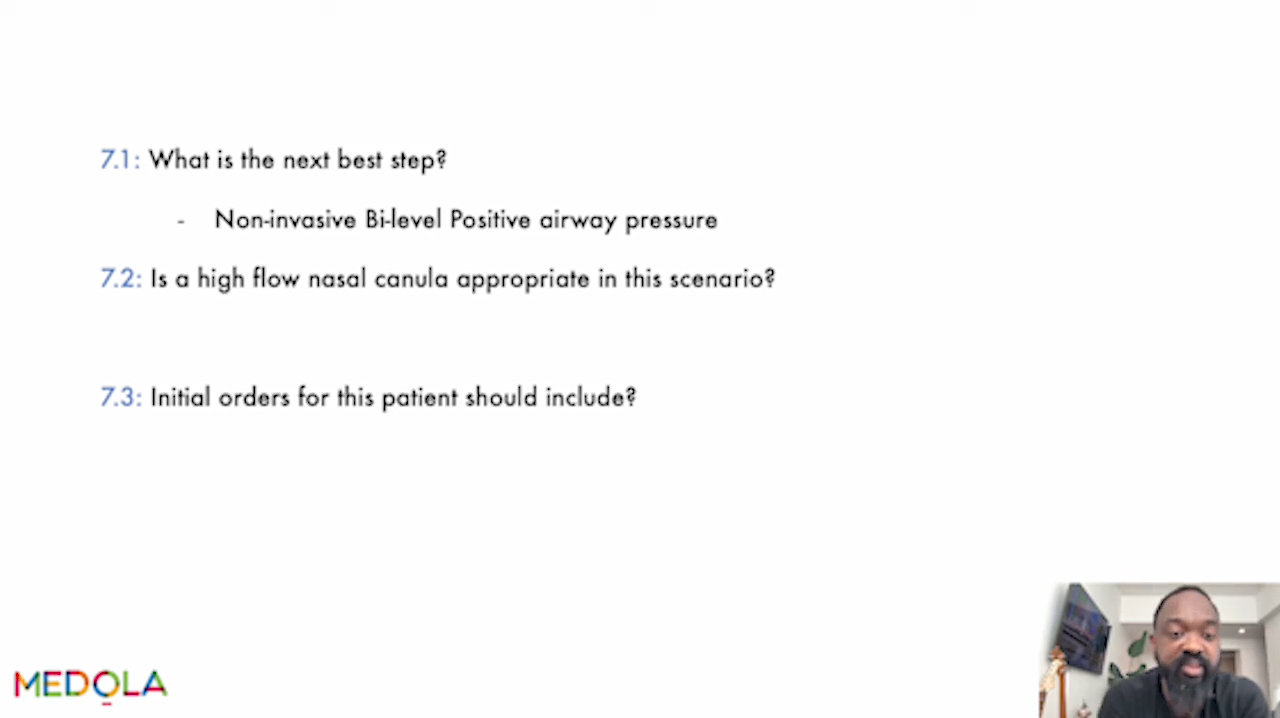 7.1: What is the next best step?
- Non-invasive Bi-level Positive airway pressure
7.2: Is a high flow nasal canula appropriate in this scenario?
7.3: Initial orders for this patient should include?
MEDOLA